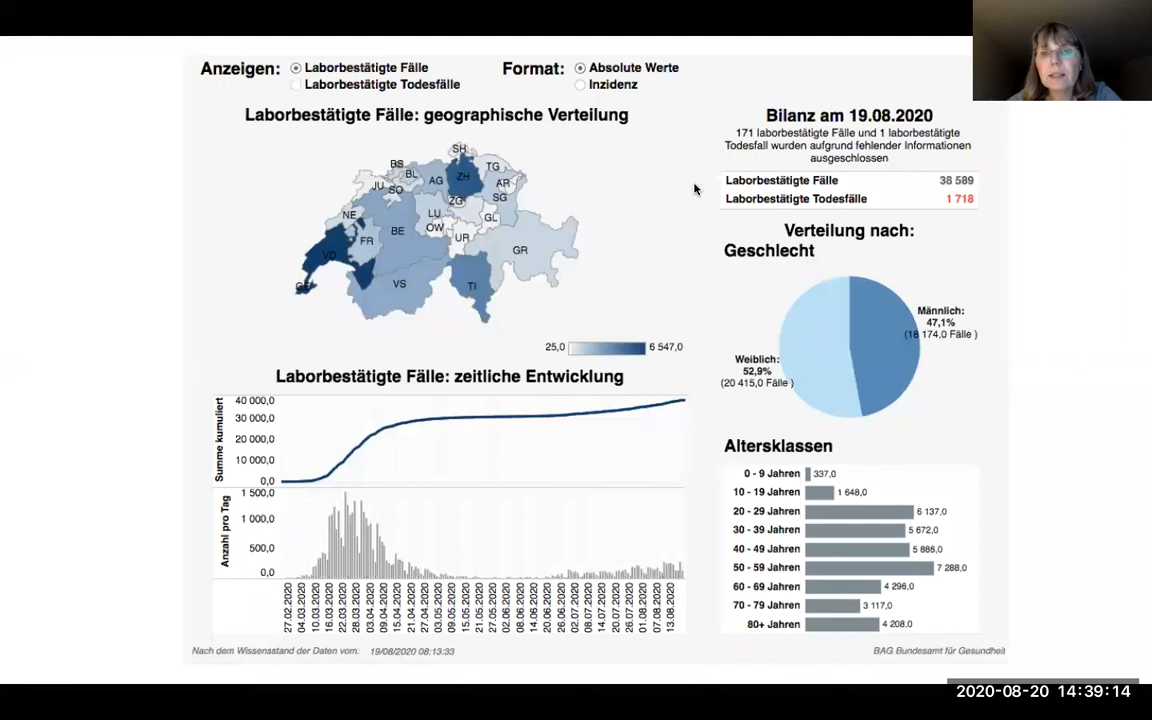 Anzeigen:
Laborbestätigte Fälle
Laborbestätigte Todesfälle
Format:
Absolute Werte
Inzidenz
Laborbestätigte Fälle: geographische Verteilung
SH
BS
BL
TG
JU
SO
AG
ZH
AR
ZG
SG
NE
LU
OW
GL
BE
FR
UR
GR
VD
GE
VS
TI
25,0
6 547,0
Laborbestätigte Fälle: zeitliche Entwicklung
Summe kumuliert
40 000,0
30 000,0
20 000,0
10 000,0
0,0
Anzahl pro Tag
1 500,0
1 000,0
500,0
0,0
27.02.2020
04.03.2020
10.03.2020
16.03.2020
22.03.2020
28.03.2020
03.04.2020
09.04.2020
15.04.2020
21.04.2020
27.04.2020
03.05.2020
09.05.2020
15.05.2020
21.05.2020
27.05.2020
02.06.2020
08.06.2020
14.06.2020
20.06.2020
26.06.2020
02.07.2020
08.07.2020
14.07.2020
20.07.2020
26.07.2020
01.08.2020
07.08.2020
13.08.2020
Bilanz am 19.08.2020
171 laborbestätigte Fälle und 1 laborbestätigte
Todesfall wurden aufgrund fehlender Informationen
ausgeschlossen
Laborbestätigte Fälle 38 589
Laborbestätigte Todesfälle 1 718
Verteilung nach:
Geschlecht
Männlich:
47,1%
(18 174,0 Fälle )
Weiblich:
52,9%
(20 415,0 Fälle )
Altersklassen
0 - 9 Jahren 337,0
10 - 19 Jahren 1 648,0
20 - 29 Jahren 6 137,0
30 - 39 Jahren 5 672,0
40 - 49 Jahren 5 886,0
50 - 59 Jahren 7 288,0
60 - 69 Jahren 4 296,0
70 - 79 Jahren 3 117,0
80+ Jahren 4 208,0
Nach dem Wissensstand der Daten vom: 19/08/2020 08:13:33
BAG Bundesamt für Gesundheit
2020-08-20 14:39:14